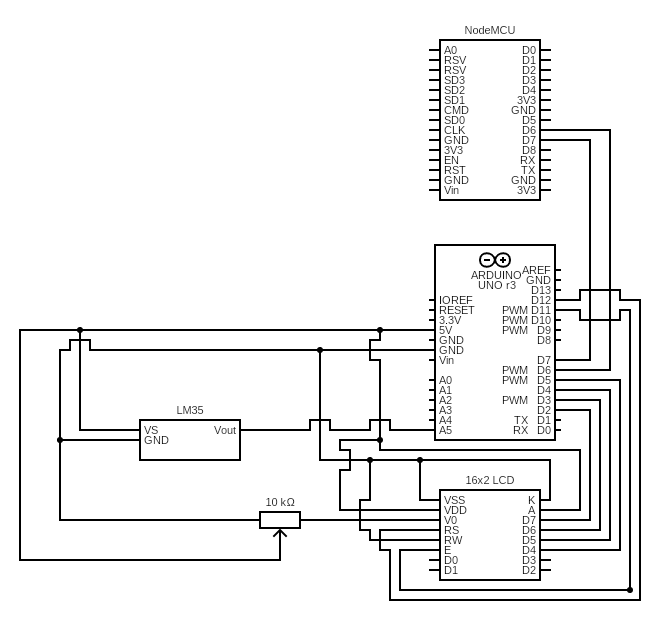 NodeMCU
A0 D0
RSV D1
RSV D2
SD3 D3
SD2 D4
SD1 3V3
CMD GND
SD0 D5
CLK D6
GND D7
3V3 D8
EN RX
RST TX
GND GND
Vin 3V3
ARDUINO
UNO r3
AREF
GND
D13
IOREF D12
RESET PWM D11
3.3V PWM D10
5V PWM D9
GND D8
GND
Vin D7
PWM D6
A0 PWM D5
A1 D4
A2 PWM D3
A3 D2
A4 TX D1
A5 RX D0
LM35
VS Vout
GND
10 kΩ
16x2 LCD
VSS K
VDD A
V0 D7
RS D6
RW D5
E D4
D0 D3
D1 D2